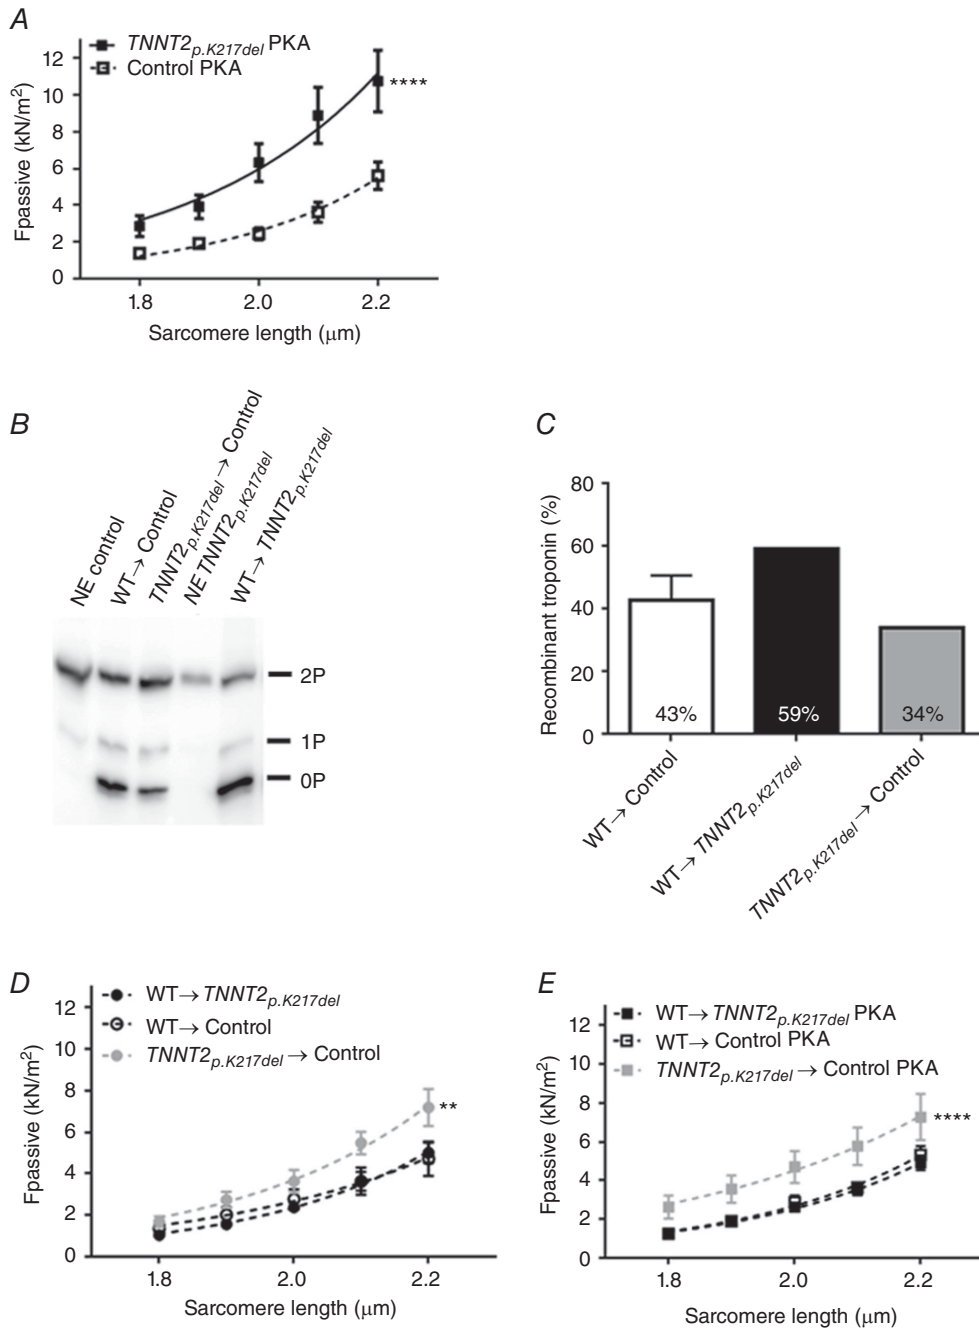 A
TNNT2p.K217del PKA
Control PKA
****
Fpassive (kN/m²)
12
10
8
6
4
2
0
1.8 2.0 2.2
Sarcomere length (μm)
B
NE control
WT→ Control
TNNT2p.K217del → Control
NE TNNT2p.K217del
WT→ TNNT2p.K217del
2P
1P
0P
C
Recombinant troponin (%)
80
60
40
20
0
43% 59% 34%
WT→ Control
WT→ TNNT2p.K217del
TNNT2p.K217del → Control
D
WT→ TNNT2p.K217del
WT→ Control
TNNT2p.K217del → Control
**
Fpassive (kN/m²)
12
10
8
6
4
2
0
1.8 2.0 2.2
Sarcomere length (μm)
E
WT→ TNNT2p.K217del PKA
WT→ Control PKA
TNNT2p.K217del → Control PKA
****
Fpassive (kN/m²)
12
10
8
6
4
2
0
1.8 2.0 2.2
Sarcomere length (μm)